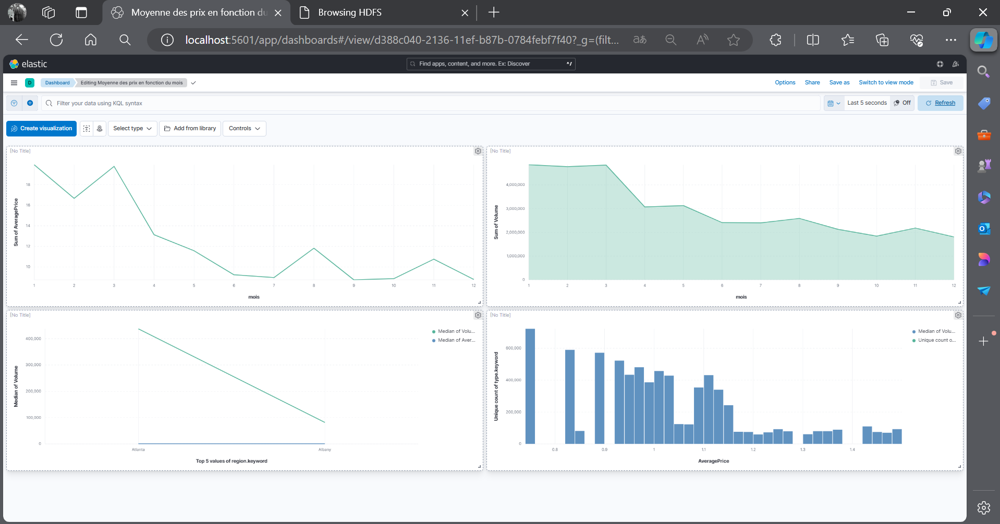 Moyenne des prix en fonction du
Browsing HDFS
localhost:5601/app/dashboards#/view/d388c040-2136-11ef-b87b-0784febf7f40?_g=(filt...
elastic
Find apps, content, and more. Ex: Discover
^/
D
Dashboard
Editing Moyenne des prix en fonction du mois
Options
Share
Save as
Switch to view mode
Save
Filter your data using KQL syntax
Last 5 seconds
Off
Refresh
Create visualization
Select type
Add from library
Controls
[No Title]
Sum of AveragePrice
18
16
14
12
10
1 2 3 4 5 6 7 8 9 10 11 12
mois
[No Title]
Sum of Volume
4,000,000
3,000,000
2,000,000
1,000,000
0
1 2 3 4 5 6 7 8 9 10 11 12
mois
[No Title]
Median of Volume
400,000
300,000
200,000
100,000
0
Atlanta Albany
Top 5 values of region.keyword
Median of Volu...
Median of Aver...
[No Title]
Unique count of type.keyword
600,000
400,000
200,000
0
0.8 0.9 1 1.1 1.2 1.3 1.4
AveragePrice
Median of Volu...
Unique count o...